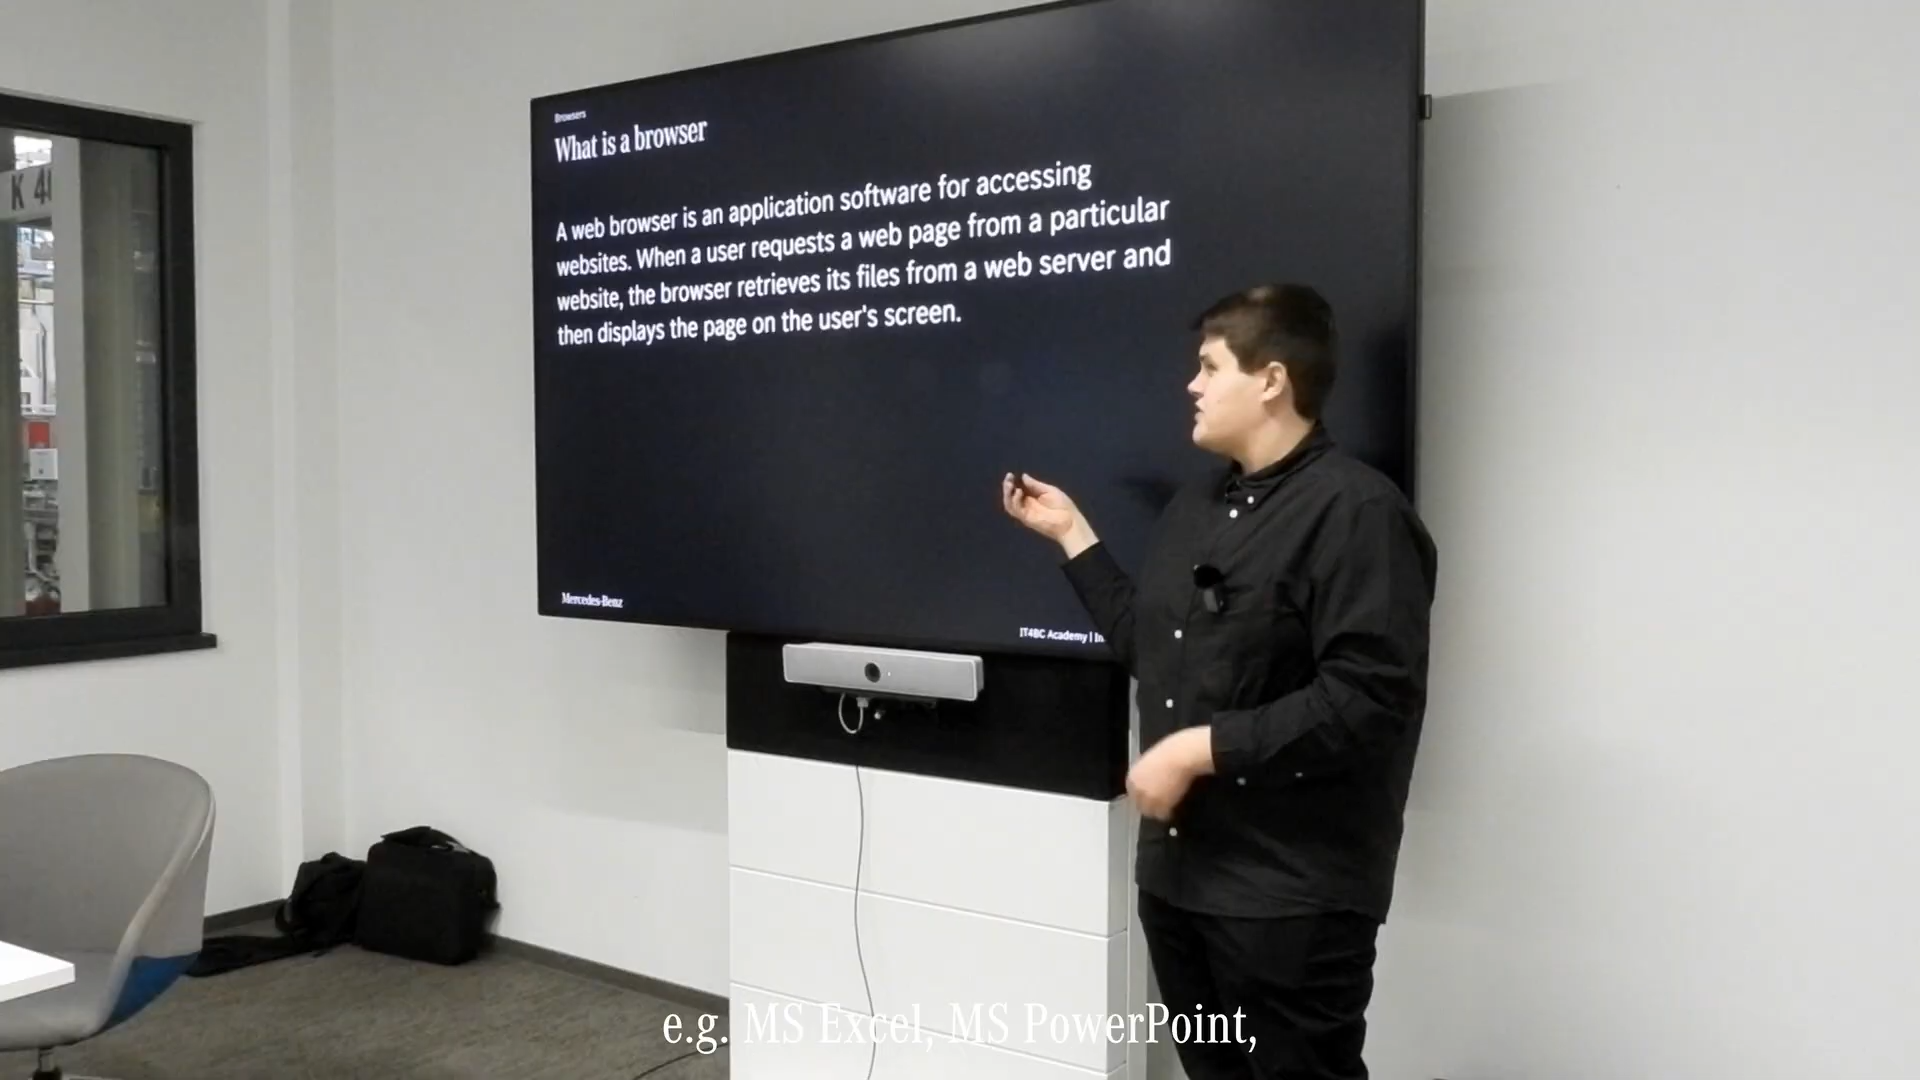 K 4
Browsers
What is a browser
A web browser is an application software for accessing
websites. When a user requests a web page from a particular
website, the browser retrieves its files from a web server and
then displays the page on the user's screen.
Mercedes-Benz
IT4BC Academy |
e.g. MS Excel, MS PowerPoint,